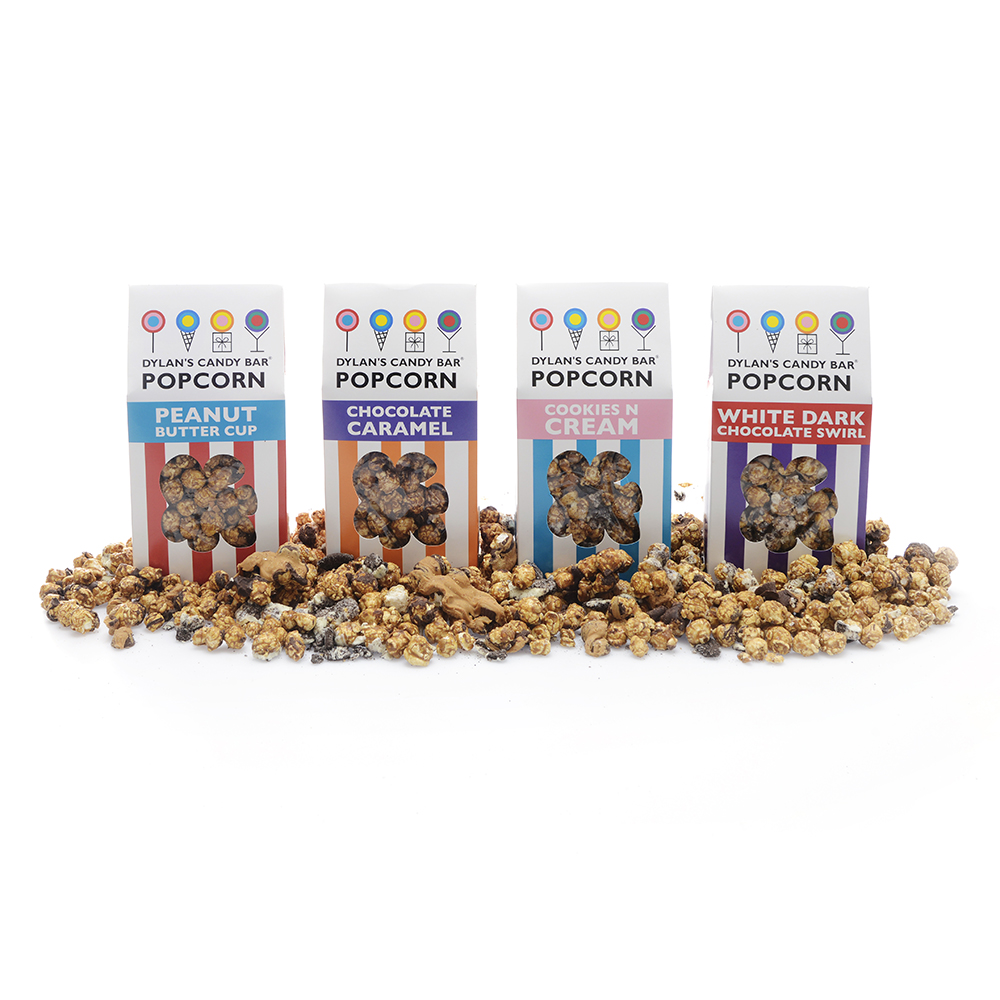 DYLAN'S CANDY BAR®
POPCORN
PEANUT
BUTTER CUP
DYLAN'S CANDY BAR®
POPCORN
CHOCOLATE
CARAMEL
DYLAN'S CANDY BAR®
POPCORN
COOKIES N
CREAM
DYLAN'S CANDY BAR®
POPCORN
WHITE DARK
CHOCOLATE SWIRL